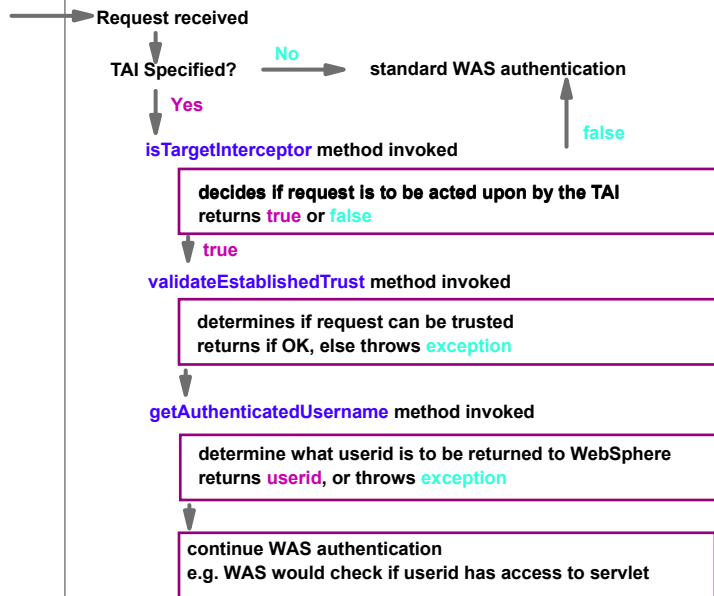 Request received
No
TAI Specified?
standard WAS authentication
Yes
false
isTargetInterceptor method invoked
decides if request is to be acted upon by the TAI
returns true or false
true
validateEstablishedTrust method invoked
determines if request can be trusted
returns if OK, else throws exception
getAuthenticatedUsername method invoked
determine what userid is to be returned to WebSphere
returns userid, or throws exception
continue WAS authentication
e.g. WAS would check if userid has access to servlet